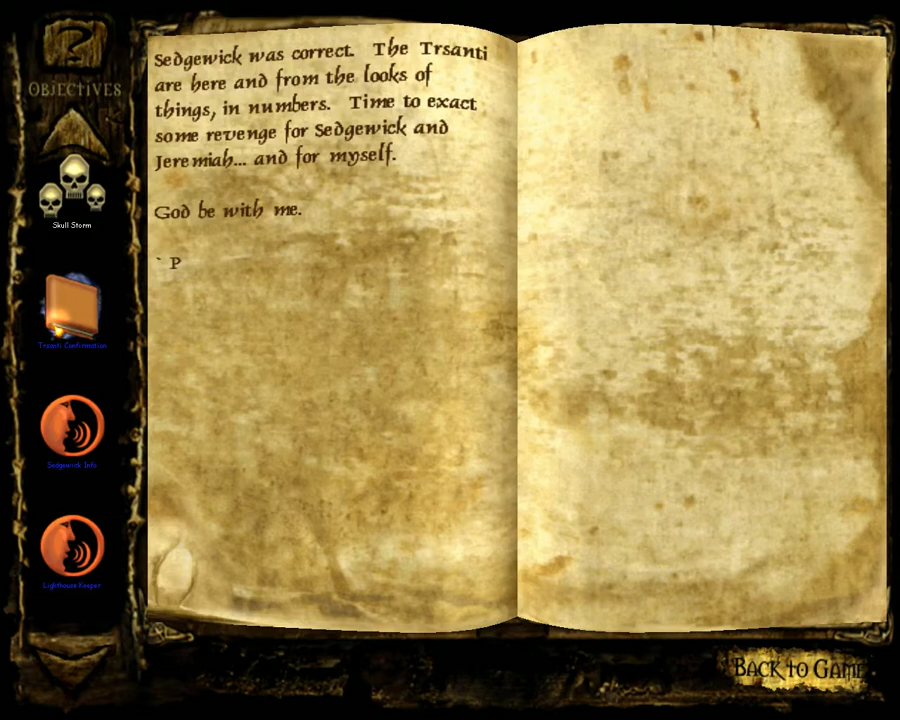 ?
OBJECTIVES
Skull Storm
Trsanti Confirmation
Sedgewick Info
Lighthouse Keeper
Sedgewick was correct. The Trsanti
are here and from the looks of
things, in numbers. Time to exact
some revenge for Sedgewick and
Jeremiah... and for myself.
God be with me.
` P
BACK TO GAME